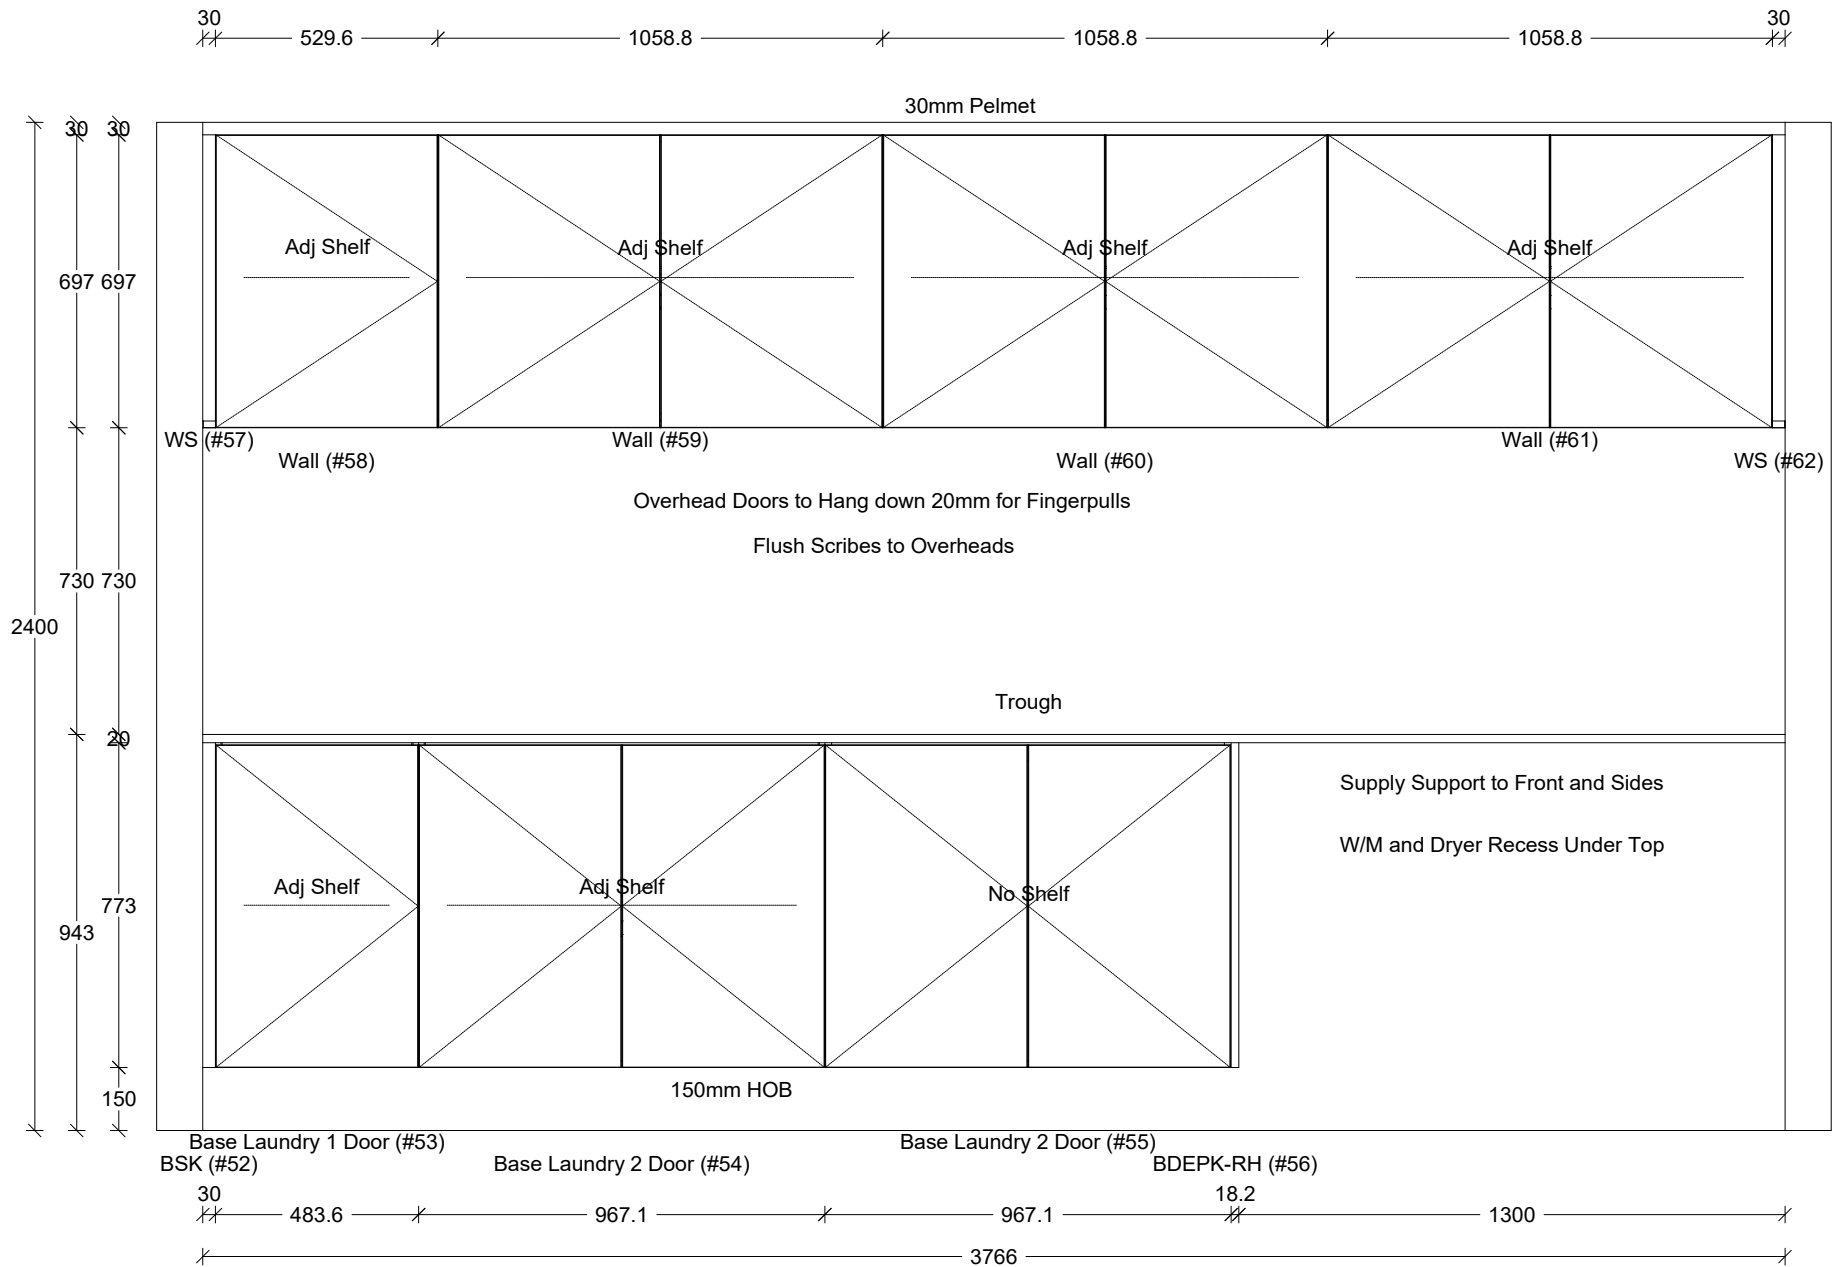 30 30
529.6 1058.8 1058.8 1058.8
30mm Pelmet
30 30
Adj Shelf Adj Shelf Adj Shelf Adj Shelf
697 697
WS (#57) Wall (#59) Wall (#61)
Wall (#58) Wall (#60) WS (#62)
Overhead Doors to Hang down 20mm for Fingerpulls
Flush Scribes to Overheads
730 730
2400
Trough
20
Supply Support to Front and Sides
W/M and Dryer Recess Under Top
Adj Shelf Adj Shelf No Shelf
773
943
150mm HOB
150
Base Laundry 1 Door (#53) Base Laundry 2 Door (#55)
BSK (#52) Base Laundry 2 Door (#54) BDEPK-RH (#56)
30 18.2
483.6 967.1 967.1 1300
3766